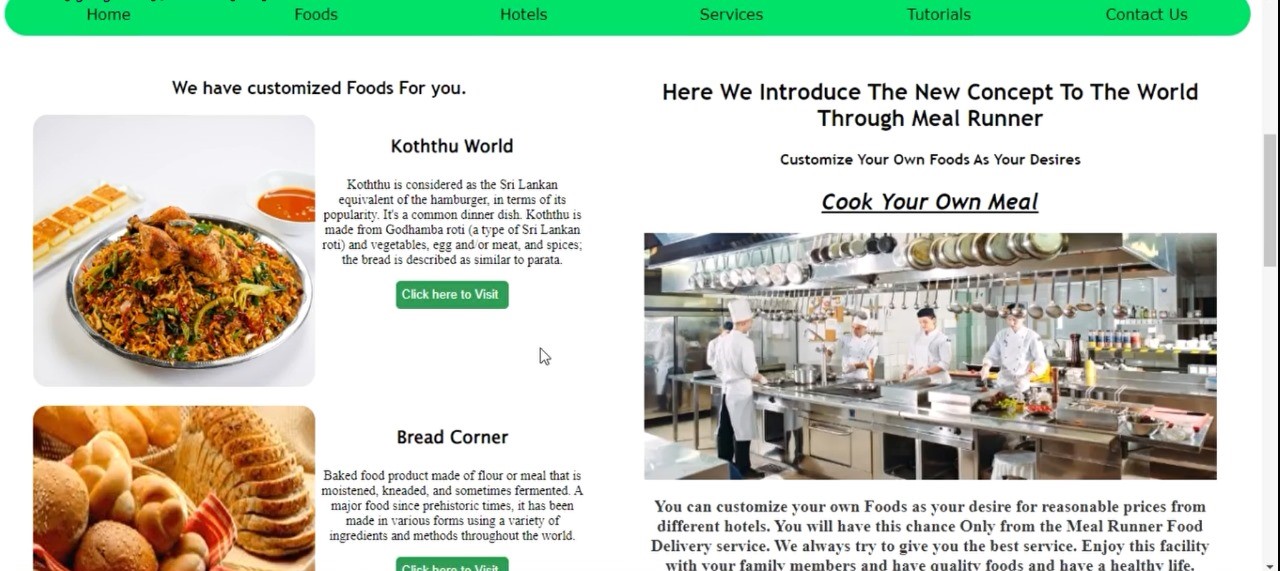 Home Foods Hotels Services Tutorials Contact Us
We have customized Foods For you.
Koththu World
Koththu is considered as the Sri Lankan
equivalent of the hamburger, in terms of its
popularity. It's a common dinner dish. Koththu is
made from Godhamba roti (a type of Sri Lankan
roti) and vegetables, egg and/or meat, and spices;
the bread is described as similar to parata.
Click here to Visit
Bread Corner
Baked food product made of flour or meal that is
moistened, kneaded, and sometimes fermented. A
major food since prehistoric times, it has been
made in various forms using a variety of
ingredients and methods throughout the world.
Click here to Visit
Here We Introduce The New Concept To The World
Through Meal Runner
Customize Your Own Foods As Your Desires
Cook Your Own Meal
You can customize your own Foods as your desire for reasonable prices from
different hotels. You will have this chance Only from the Meal Runner Food
Delivery service. We always try to give you the best service. Enjoy this facility
with your family members and have quality foods and have a healthy life.